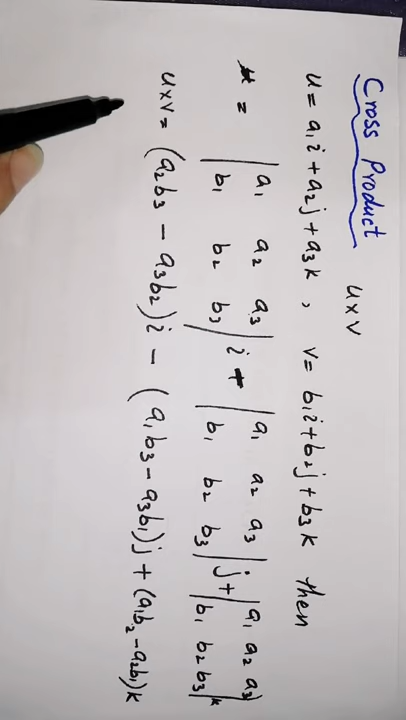 Cross Product u×v
u = a₁i + a₂j + a₃k , v = b₁i + b₂j + b₃k then
= | a₁ a₂ a₃ | i - | a₁ a₂ a₃ | j + | a₁ a₂ a₃ | k
| b₁ b₂ b₃ | | b₁ b₂ b₃ | | b₁ b₂ b₃ |
u×v = (a₂b₃ - a₃b₂)i - (a₁b₃ - a₃b₁)j + (a₁b₂ - a₂b₁)k